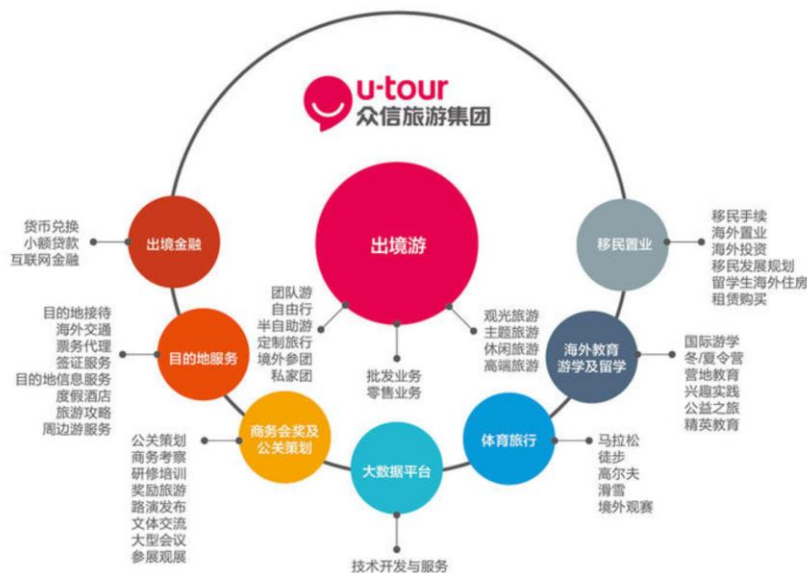 u-tour
众信旅游集团
出境游
团队游
自由行
半自助游
定制旅行
境外参团
私家团
批发业务
零售业务
观光旅游
主题旅游
休闲旅游
高端旅游
出境金融
货币兑换
小额贷款
互联网金融
目的地服务
目的地接待
海外交通
票务代理
签证服务
目的地信息服务
度假酒店
旅游攻略
周边游服务
商务会奖及
公关策划
公关策划
商务考察
研修培训
奖励旅游
路演发布
文体交流
大型会议
参展观展
大数据平台
技术开发与服务
体育旅行
马拉松
徒步
高尔夫
滑雪
境外观赛
海外教育
游学及留学
国际游学
冬/夏令营
营地教育
兴趣实践
公益之旅
精英教育
移民置业
移民手续
海外置业
海外投资
移民发展规划
留学生海外住房
租赁购买